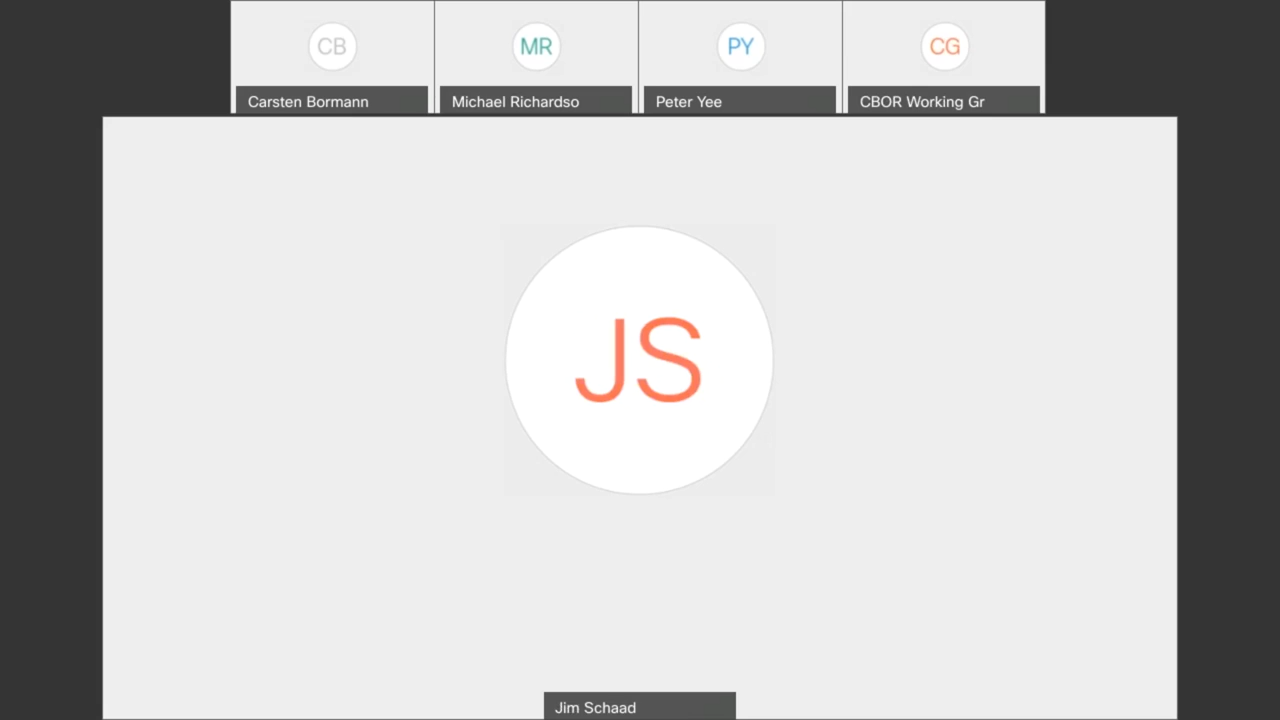 CB
MR
PY
CG
Carsten Bormann
Michael Richardso
Peter Yee
CBOR Working Gr
JS
Jim Schaad